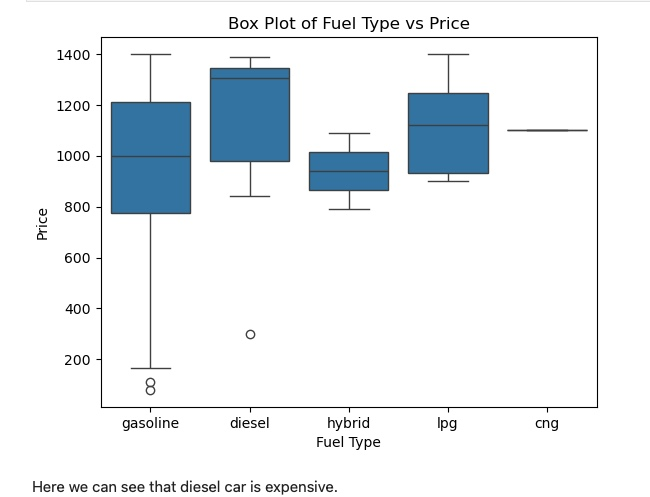 Box Plot of Fuel Type vs Price
1400
1200
1000
800
600
400
200
Price
gasoline diesel hybrid lpg cng
Fuel Type
Here we can see that diesel car is expensive.